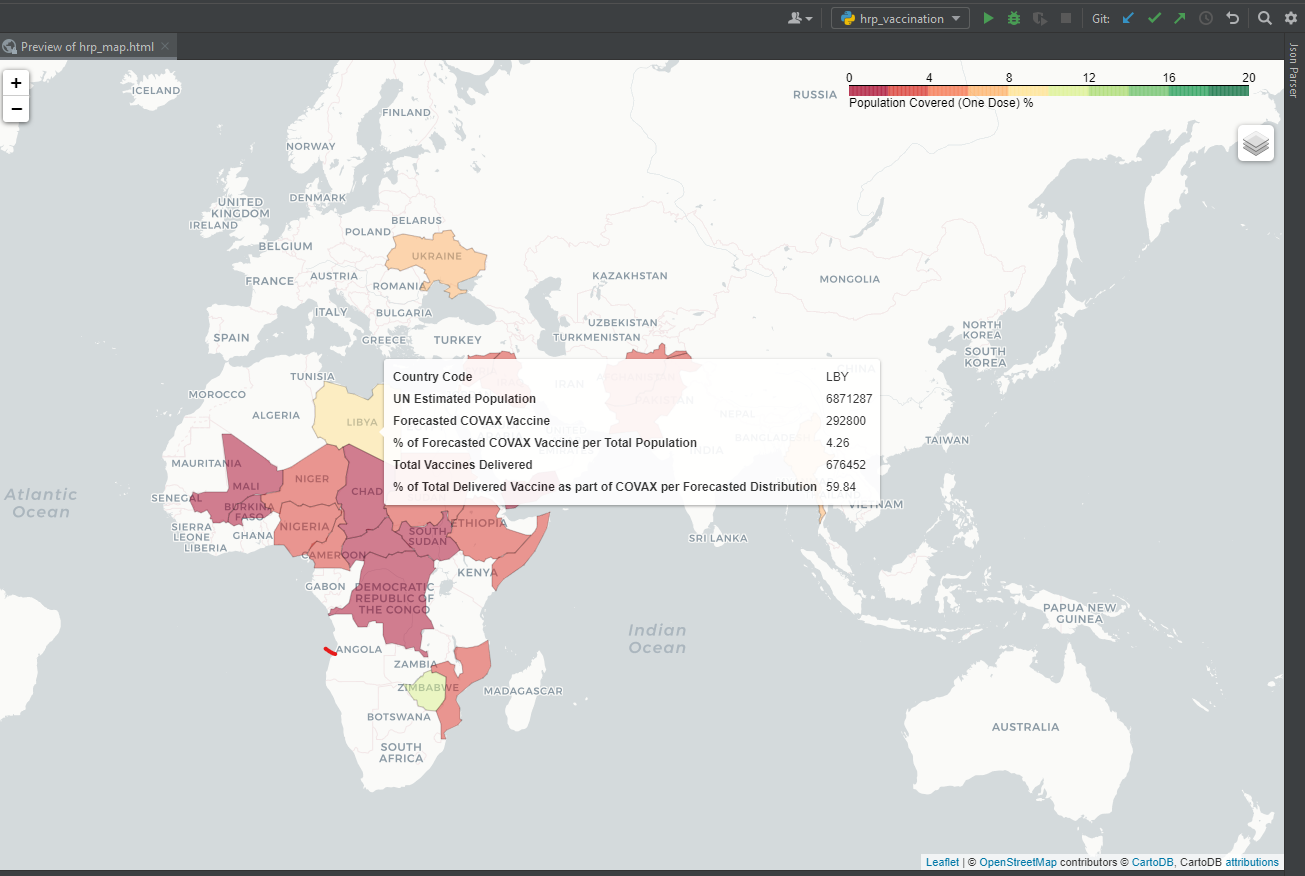 hrp_vaccination
Git:
Preview of hrp_map.html
Json Parser
+
−
0 4 8 12 16 20
Population Covered (One Dose) %
ICELAND
RUSSIA
FINLAND
NORWAY
DENMARK
UNITED
KINGDOM
IRELAND
BELARUS
POLAND
BELGIUM
UKRAINE
FRANCE
AUSTRIA
ROMANIA
KAZAKHSTAN
MONGOLIA
ITALY
BULGARIA
UZBEKISTAN
SPAIN
GREECE
TURKEY
TURKMENISTAN
NORTH
KOREA
SOUTH
KOREA
TUNISIA
MOROCCO
ALGERIA
LIBYA
Country Code LBY
UN Estimated Population 6871287
Forecasted COVAX Vaccine 292800
% of Forecasted COVAX Vaccine per Total Population 4.26
Total Vaccines Delivered 676452
% of Total Delivered Vaccine as part of COVAX per Forecasted Distribution 59.84
IRAQ
IRAN
AFGHANISTAN
PAKISTAN
CHINA
NEPAL
UNITED
EMIRATES
INDIA
BANGLADESH
TAIWAN
MAURITANIA
MALI
NIGER
CHAD
SENEGAL
BURKINA
FASO
NIGERIA
SIERRA
LEONE
LIBERIA
GHANA
CAMEROON
SOUTH
SUDAN
ETHIOPIA
VIETNAM
SRI LANKA
Atlantic
Ocean
GABON
DEMOCRATIC
REPUBLIC OF
THE CONGO
KENYA
PAPUA NEW
GUINEA
Indian
Ocean
ANGOLA
ZAMBIA
ZIMBABWE
MADAGASCAR
BOTSWANA
SOUTH
AFRICA
AUSTRALIA
Leaflet | © OpenStreetMap contributors © CartoDB, CartoDB attributions